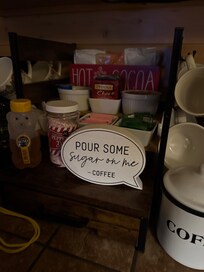 HOT COCOA
POUR SOME
sugar on me
- COFFEE
COF